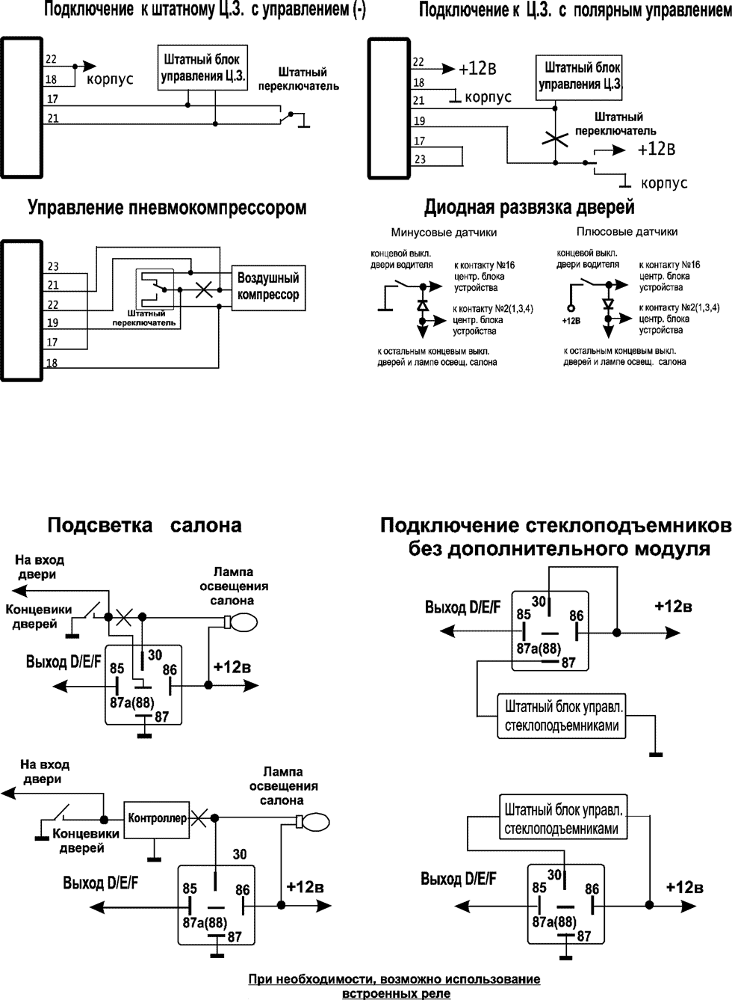 Подключение к штатному Ц.З. с управлением (-)
22
18
17
21
корпус
Штатный блок
управления Ц.З.
Штатный
переключатель
Подключение к Ц.З. с полярным управлением
22
18
21
19
17
23
+12В
корпус
Штатный блок
управления Ц.З.
Штатный
переключатель
+12В
корпус
Управление пневмокомпрессором
23
21
22
19
17
18
Штатный
переключатель
Воздушный
компрессор
Диодная развязка дверей
Минусовые датчики
концевой выкл.
двери водителя
к контакту №16
центр. блока
устройства
к контакту №2(1,3,4)
центр. блока
устройства
к остальным концевым выкл.
дверей и лампе освещ. салона
Плюсовые датчики
концевой выкл.
двери водителя
к контакту №16
центр. блока
устройства
+12В
к контакту №2(1,3,4)
центр. блока
устройства
к остальным концевым выкл.
дверей и лампе освещ. салона
Подсветка салона
На вход
двери
Лампа
освещения
салона
Концевики
дверей
Выход D/E/F
30
85
86
+12в
87а(88)
87
На вход
двери
Лампа
освещения
салона
Контроллер
Концевики
дверей
30
Выход D/E/F
85
86
+12в
87а(88)
87
Подключение стеклоподъемников
без дополнительного модуля
Выход D/E/F
30
85
86
+12в
87а(88)
87
Штатный блок управл.
стеклоподъемниками
Штатный блок управл.
стеклоподъемниками
Выход D/E/F
30
85
86
+12в
87а(88)
87
При необходимости, возможно использование
встроенных реле